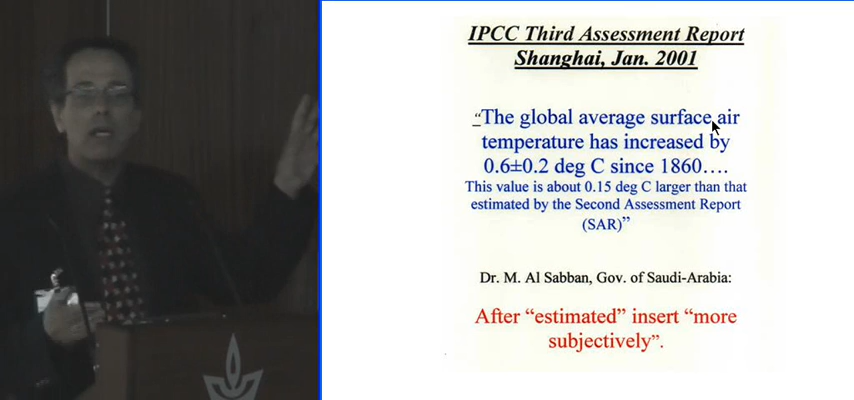 IPCC Third Assessment Report
Shanghai, Jan. 2001
“The global average surface air
temperature has increased by
0.6±0.2 deg C since 1860….
This value is about 0.15 deg C larger than that
estimated by the Second Assessment Report
(SAR)”
Dr. M. Al Sabban, Gov. of Saudi-Arabia:
After “estimated” insert “more
subjectively”.